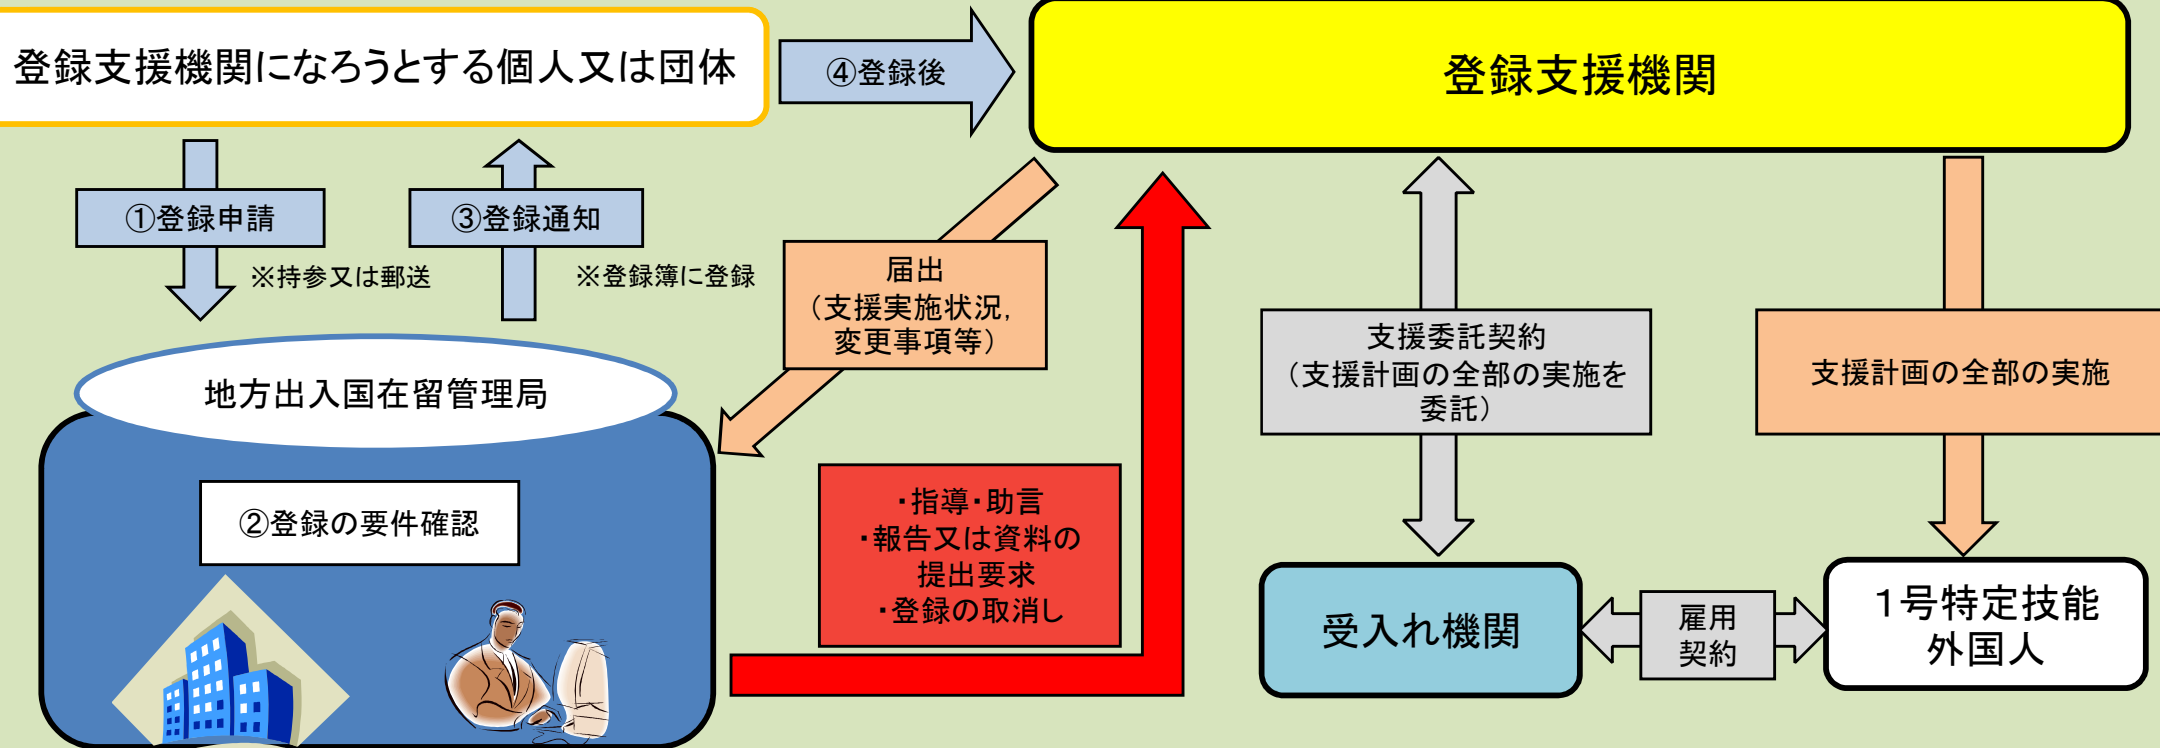 登録支援機関になろうとする個人又は団体
④登録後
登録支援機関
①登録申請
※持参又は郵送
③登録通知
※登録簿に登録
届出
（支援実施状況，
変更事項等）
支援委託契約
（支援計画の全部の実施を
委託）
支援計画の全部の実施
地方出入国在留管理局
②登録の要件確認
・指導・助言
・報告又は資料の
提出要求
・登録の取消し
受入れ機関
雇用
契約
1号特定技能
外国人